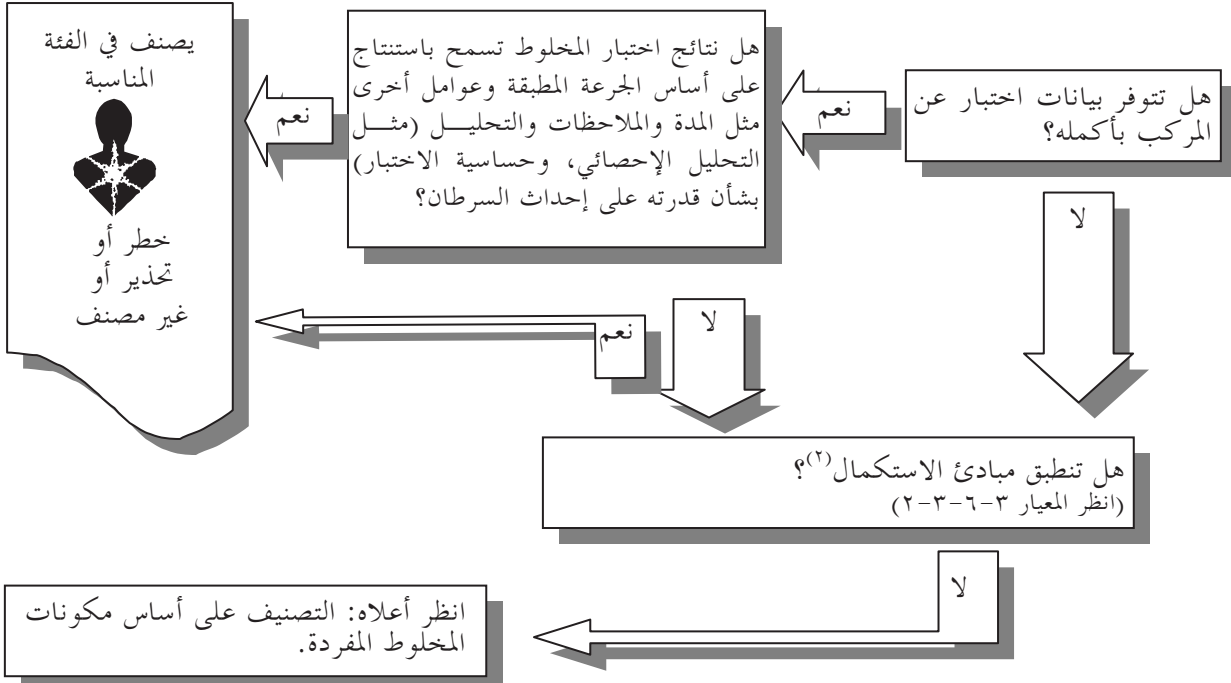 هل تتوفر بيانات اختبار عن
المركب بأكمله؟
نعم
هل نتائج اختبار المخلوط تسمح باستنتاج
على أساس الجرعة المطبقة وعوامل أخرى
مثل المدة والملاحظات والتحليــل (مثــل
التحليل الإحصائي، وحساسية الاختبار)
بشأن قدرته على إحداث السرطان؟
نعم
يصنف في الفئة
المناسبة
خطر أو
تحذير أو
غير مصنف
لا
لا
نعم
هل تنطبق مبادئ الاستكمال(٢)؟
(انظر المعيار ٣-٦-٣-٢)
لا
انظر أعلاه: التصنيف على أساس مكونات
المخلوط المفردة.